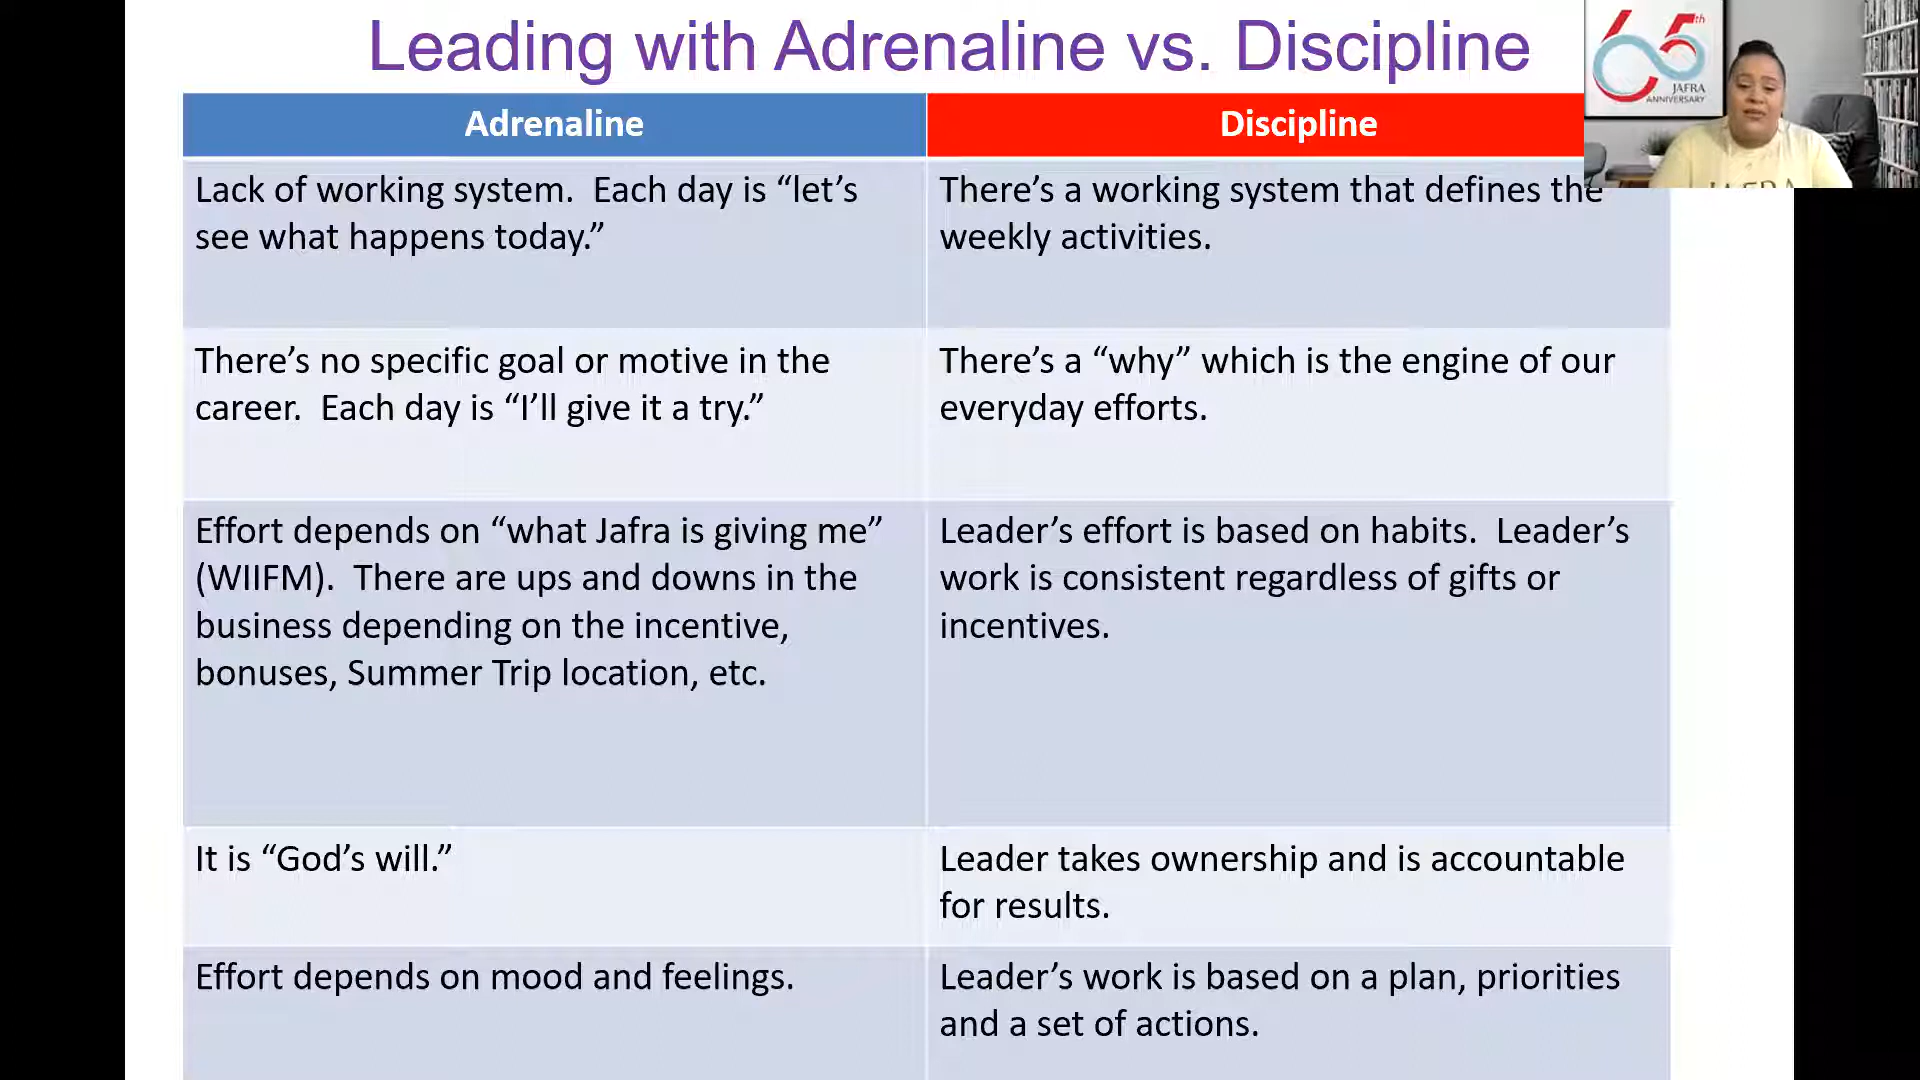 Leading with Adrenaline vs. Discipline
65th
JAFRA
ANNIVERSARY
Adrenaline
Discipline
Lack of working system.  Each day is “let’s
see what happens today.”
There’s a working system that defines the
weekly activities.
There’s no specific goal or motive in the
career.  Each day is “I’ll give it a try.”
There’s a “why” which is the engine of our
everyday efforts.
Effort depends on “what Jafra is giving me”
(WIIFM).  There are ups and downs in the
business depending on the incentive,
bonuses, Summer Trip location, etc.
Leader’s effort is based on habits.  Leader’s
work is consistent regardless of gifts or
incentives.
It is “God’s will.”
Leader takes ownership and is accountable
for results.
Effort depends on mood and feelings.
Leader’s work is based on a plan, priorities
and a set of actions.